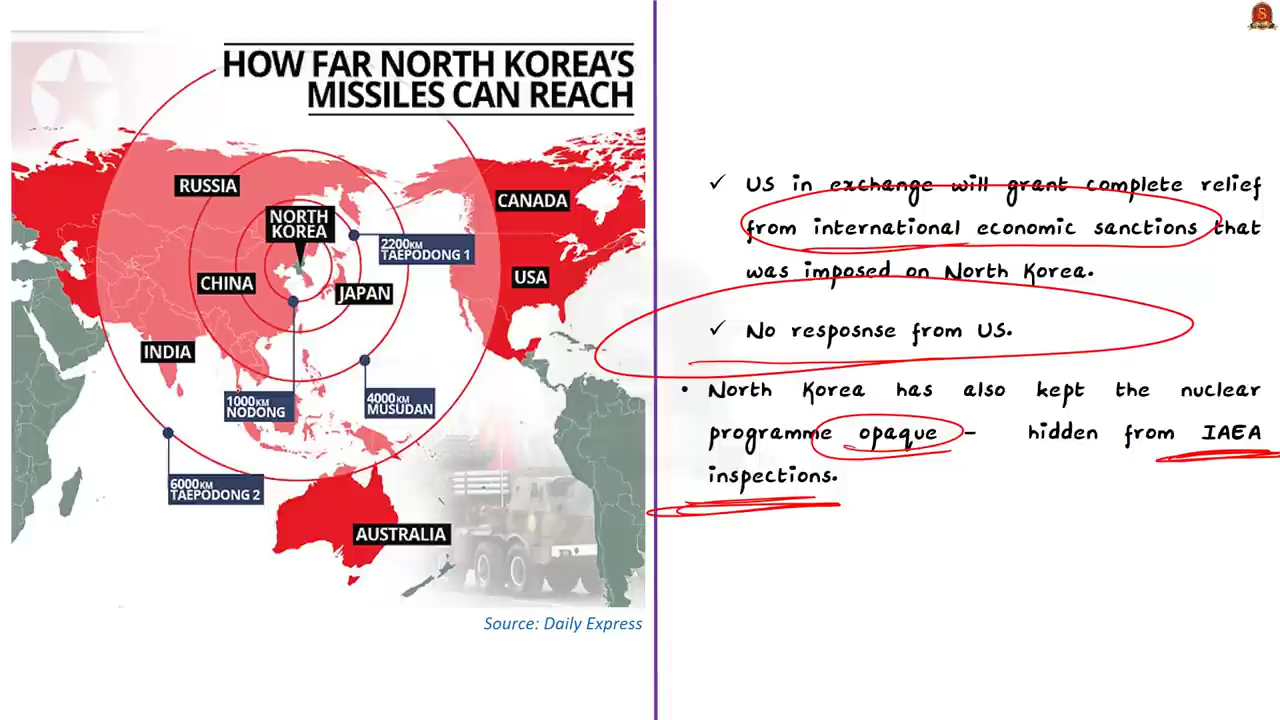 HOW FAR NORTH KOREA'S
MISSILES CAN REACH
RUSSIA
CANADA
NORTH
KOREA
2200KM
TAEPODONG 1
CHINA
JAPAN
USA
INDIA
1000KM
NODONG
4000KM
MUSUDAN
6000KM
TAEPODONG 2
AUSTRALIA
Source: Daily Express
✓ US in exchange will grant complete relief
from international economic sanctions that
was imposed on North Korea.
✓ No resposnse from US.
• North Korea has also kept the nuclear
programme opaque – hidden from IAEA
inspections.